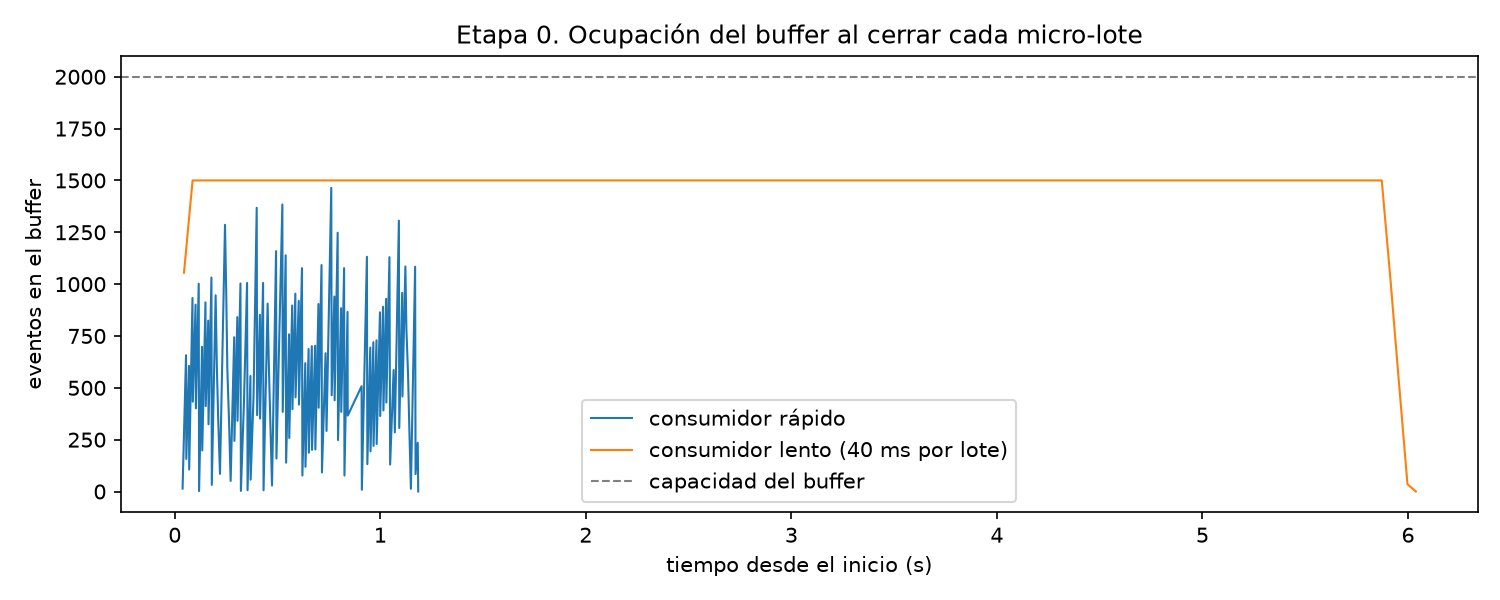 Etapa 0. Ocupación del buffer al cerrar cada micro-lote
eventos en el buffer
2000
1750
1500
1250
1000
750
500
250
0
consumidor rápido
consumidor lento (40 ms por lote)
capacidad del buffer
0 1 2 3 4 5 6
tiempo desde el inicio (s)